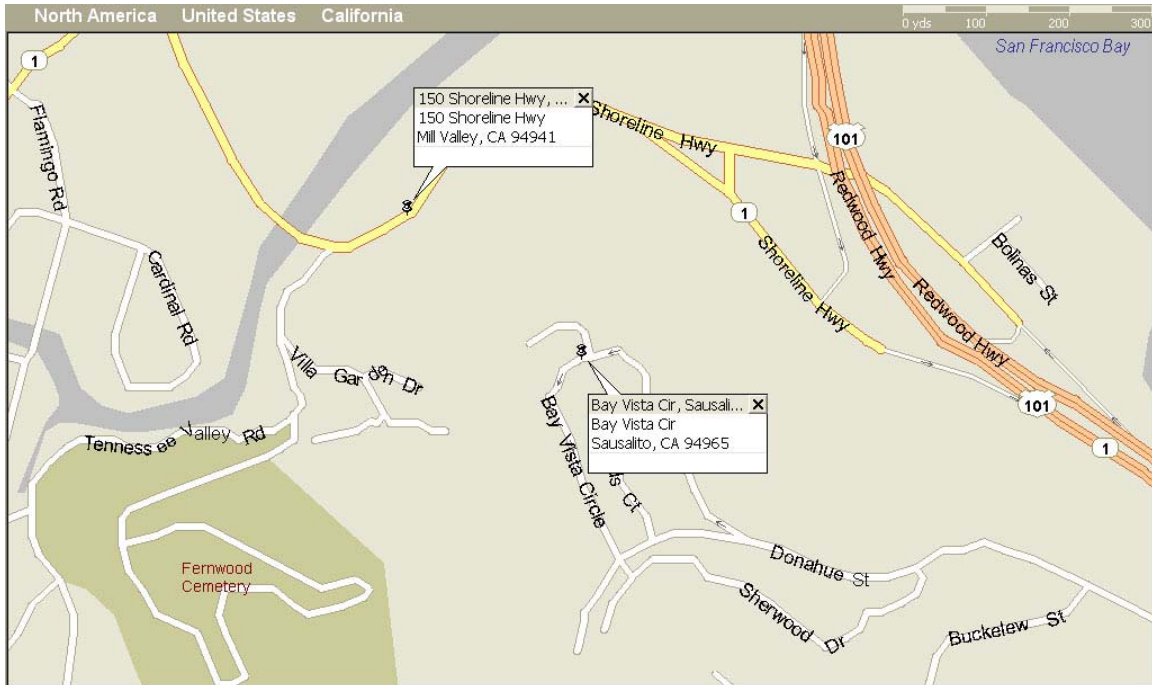 North America United States California
0 yds 100 200 300
San Francisco Bay
1
Flamingo Rd
Cardinal Rd
150 Shoreline Hwy, ...
150 Shoreline Hwy
Mill Valley, CA 94941
Shoreline Hwy
101
Redwood Hwy
1
Shoreline Hwy
Bolinas St
Redwood Hwy
101
1
Villa Garden Dr
Tennessee Valley Rd
Bay Vista Cir, Sausali...
Bay Vista Cir
Sausalito, CA 94965
Bay Vista Circle
Ct
Donahue St
Sherwood Dr
Buckelew St
Fernwood
Cemetery